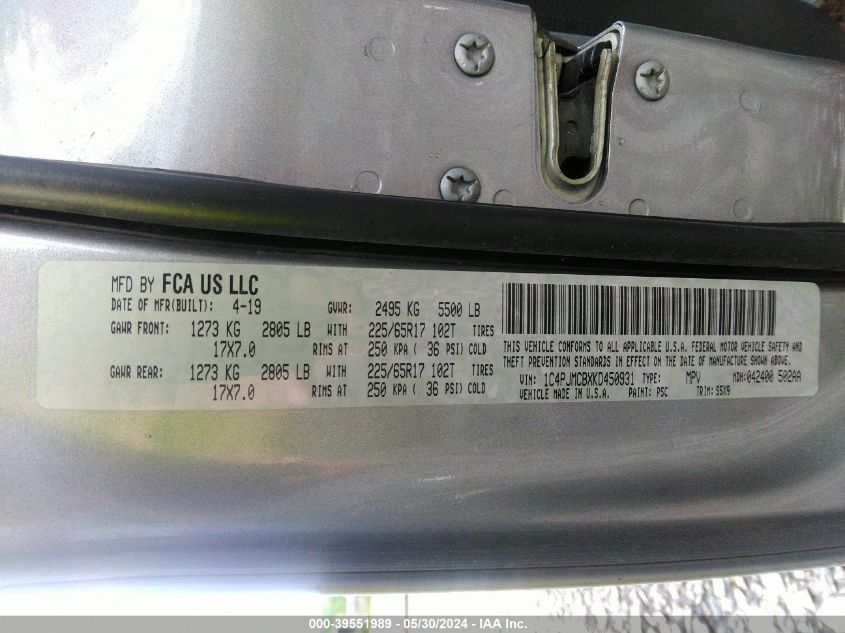 MFD BY FCA US LLC
DATE OF MFR(BUILT): 4-19 GVWR: 2495 KG 5500 LB
GAWR FRONT: 1273 KG 2805 LB WITH 225/65R17 102T TIRES
17X7.0 RIMS AT 250 KPA ( 36 PSI) COLD
GAWR REAR: 1273 KG 2805 LB WITH 225/65R17 102T TIRES
17X7.0 RIMS AT 250 KPA ( 36 PSI) COLD
THIS VEHICLE CONFORMS TO ALL APPLICABLE U.S.A. FEDERAL MOTOR VEHICLE SAFETY AND
THEFT PREVENTION STANDARDS IN EFFECT ON THE DATE OF MANUFACTURE SHOWN ABOVE.
VIN: 1C4PJMCBXKD450931 TYPE: MPV MDH: 042400 502AA
VEHICLE MADE IN U.S.A. PAINT: PSC TRIM: S5X9
000-39551989 — 05/30/2024 — IAA Inc.